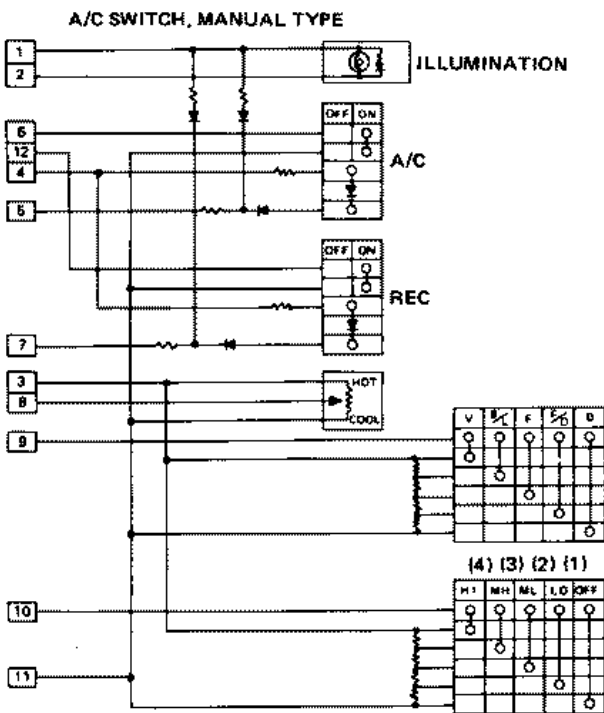 A/C SWITCH, MANUAL TYPE
1
2
ILLUMINATION
OFF ON
6
12
4
A/C
5
OFF ON
REC
7
3
8
HOT
COOL
V B/L F F/D D
9
(4) (3) (2) (1)
HI MH ML LO OFF
10
11